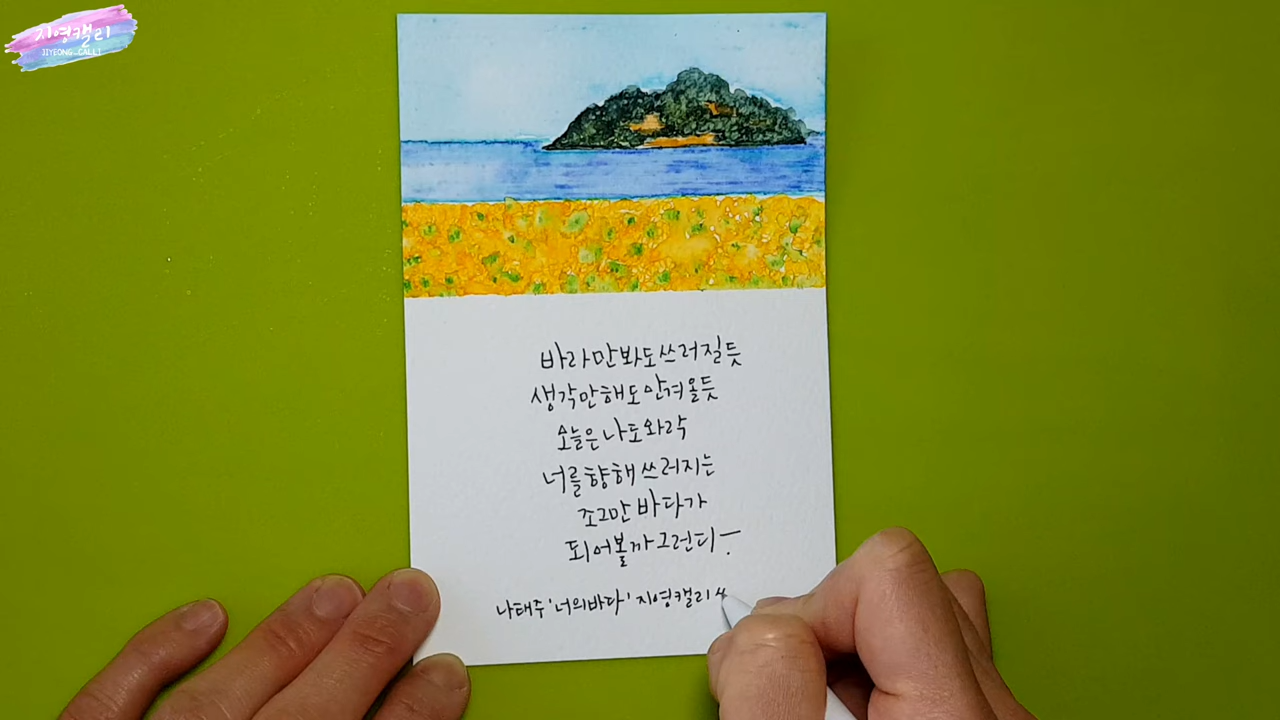 지영캘리
JIYEONG_CALLI
바라만봐도쓰러질듯
생각만해도안겨올듯
오늘은나도와락
너를향해쓰러지는
조그만바다가
되어볼까그런다.
나태주'너의바다'지영캘리